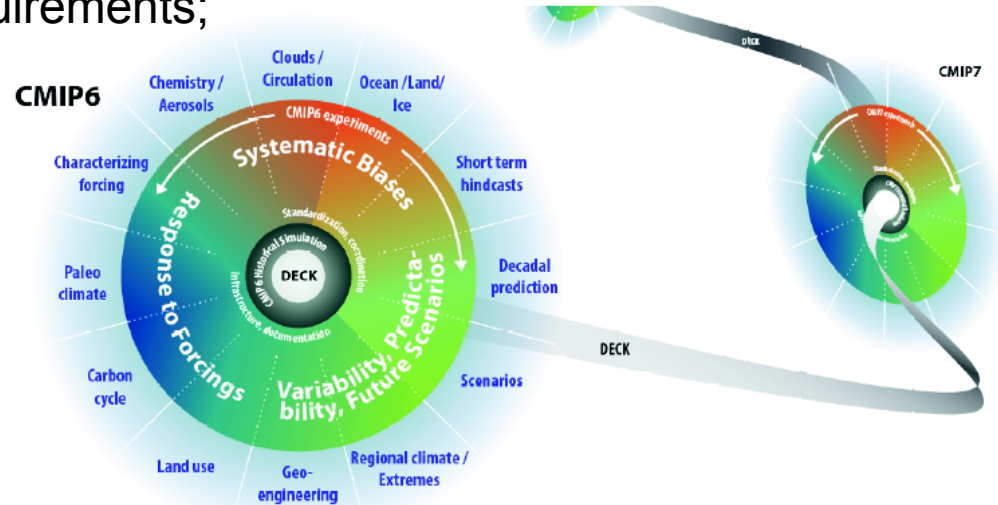 uirements;
CMIP6
Clouds /
Circulation
Chemistry /
Aerosols
Ocean /Land/
Ice
Characterizing
forcing
Short term
hindcasts
Paleo
climate
Decadal
prediction
Carbon
cycle
Scenarios
Land use
Geo-
engineering
Regional climate /
Extremes
CMIP6 experiments
Systematic Biases
Response to Forcings
Variability, Predicta-
bility, Future Scenarios
Standardization, coordination
Infrastructure, documentation
CMIP6 Historical Simulation
DECK
DECK
DECK
CMIP7